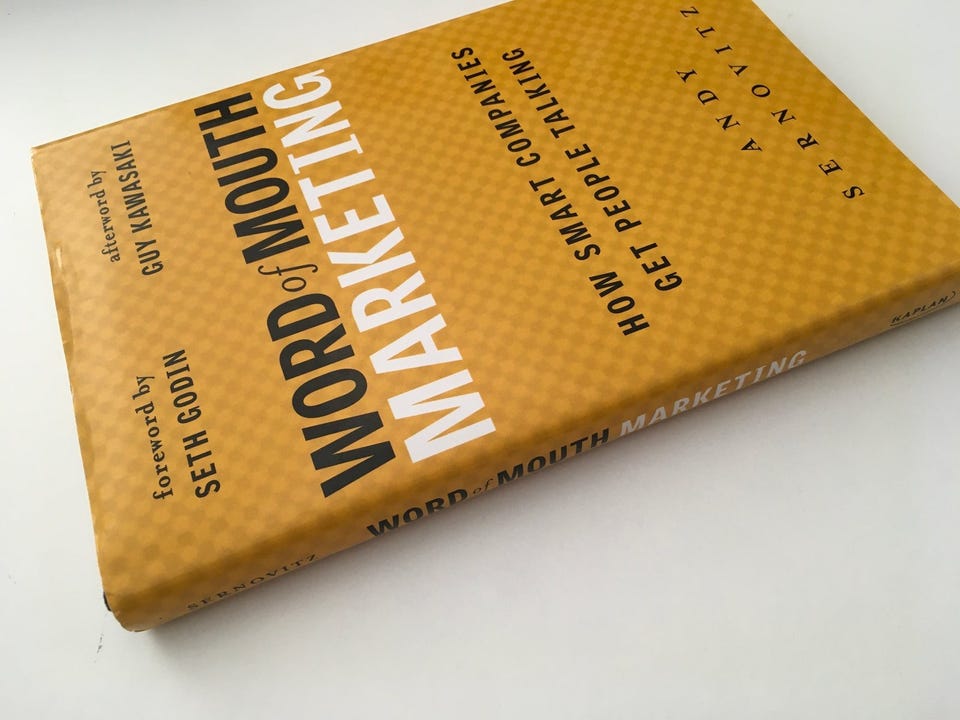 foreword by
SETH GODIN
afterword by
GUY KAWASAKI
WORD of MOUTH
MARKETING
HOW SMART COMPANIES
GET PEOPLE TALKING
ANDY
SERNOVITZ
SERNOVITZ
WORD of MOUTH MARKETING
KAPLAN